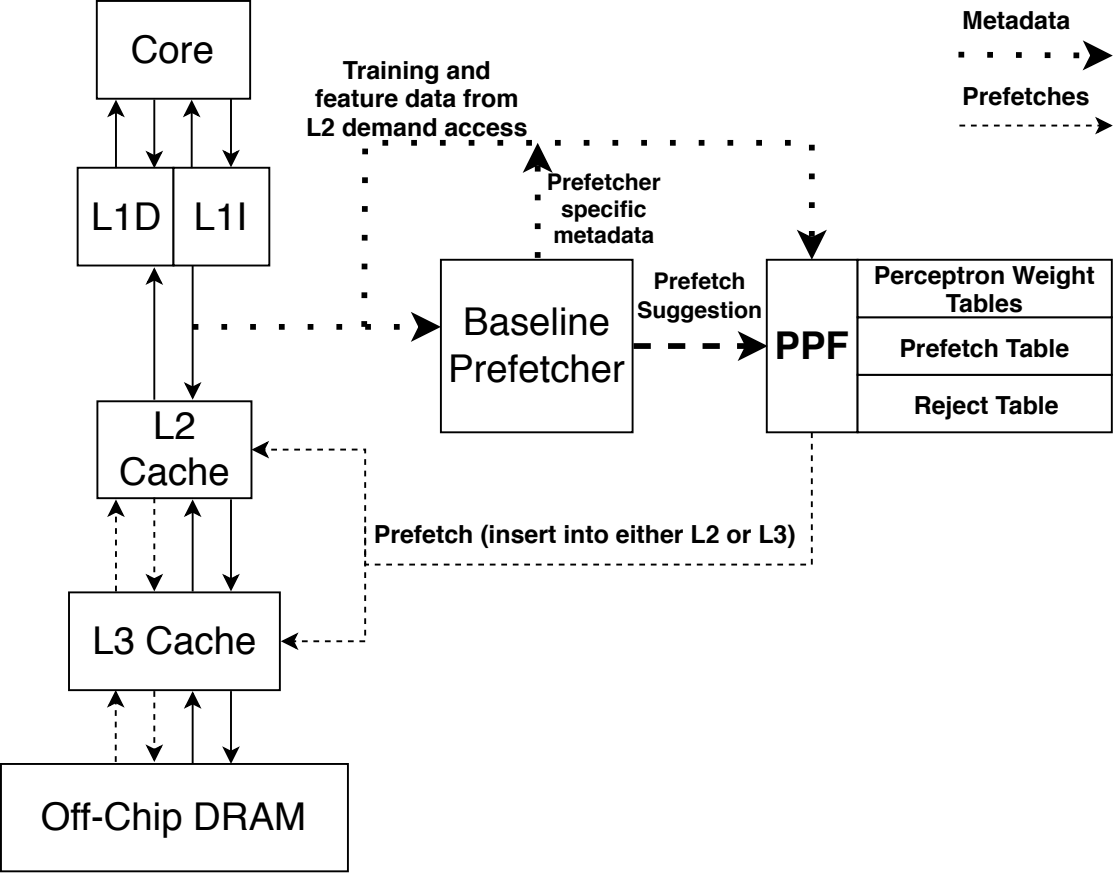 Core
Metadata
Training and
feature data from
L2 demand access
Prefetches
L1D
L1I
Prefetcher
specific
metadata
Baseline
Prefetcher
Prefetch
Suggestion
PPF
Perceptron Weight
Tables
Prefetch Table
Reject Table
L2
Cache
Prefetch (insert into either L2 or L3)
L3 Cache
Off-Chip DRAM